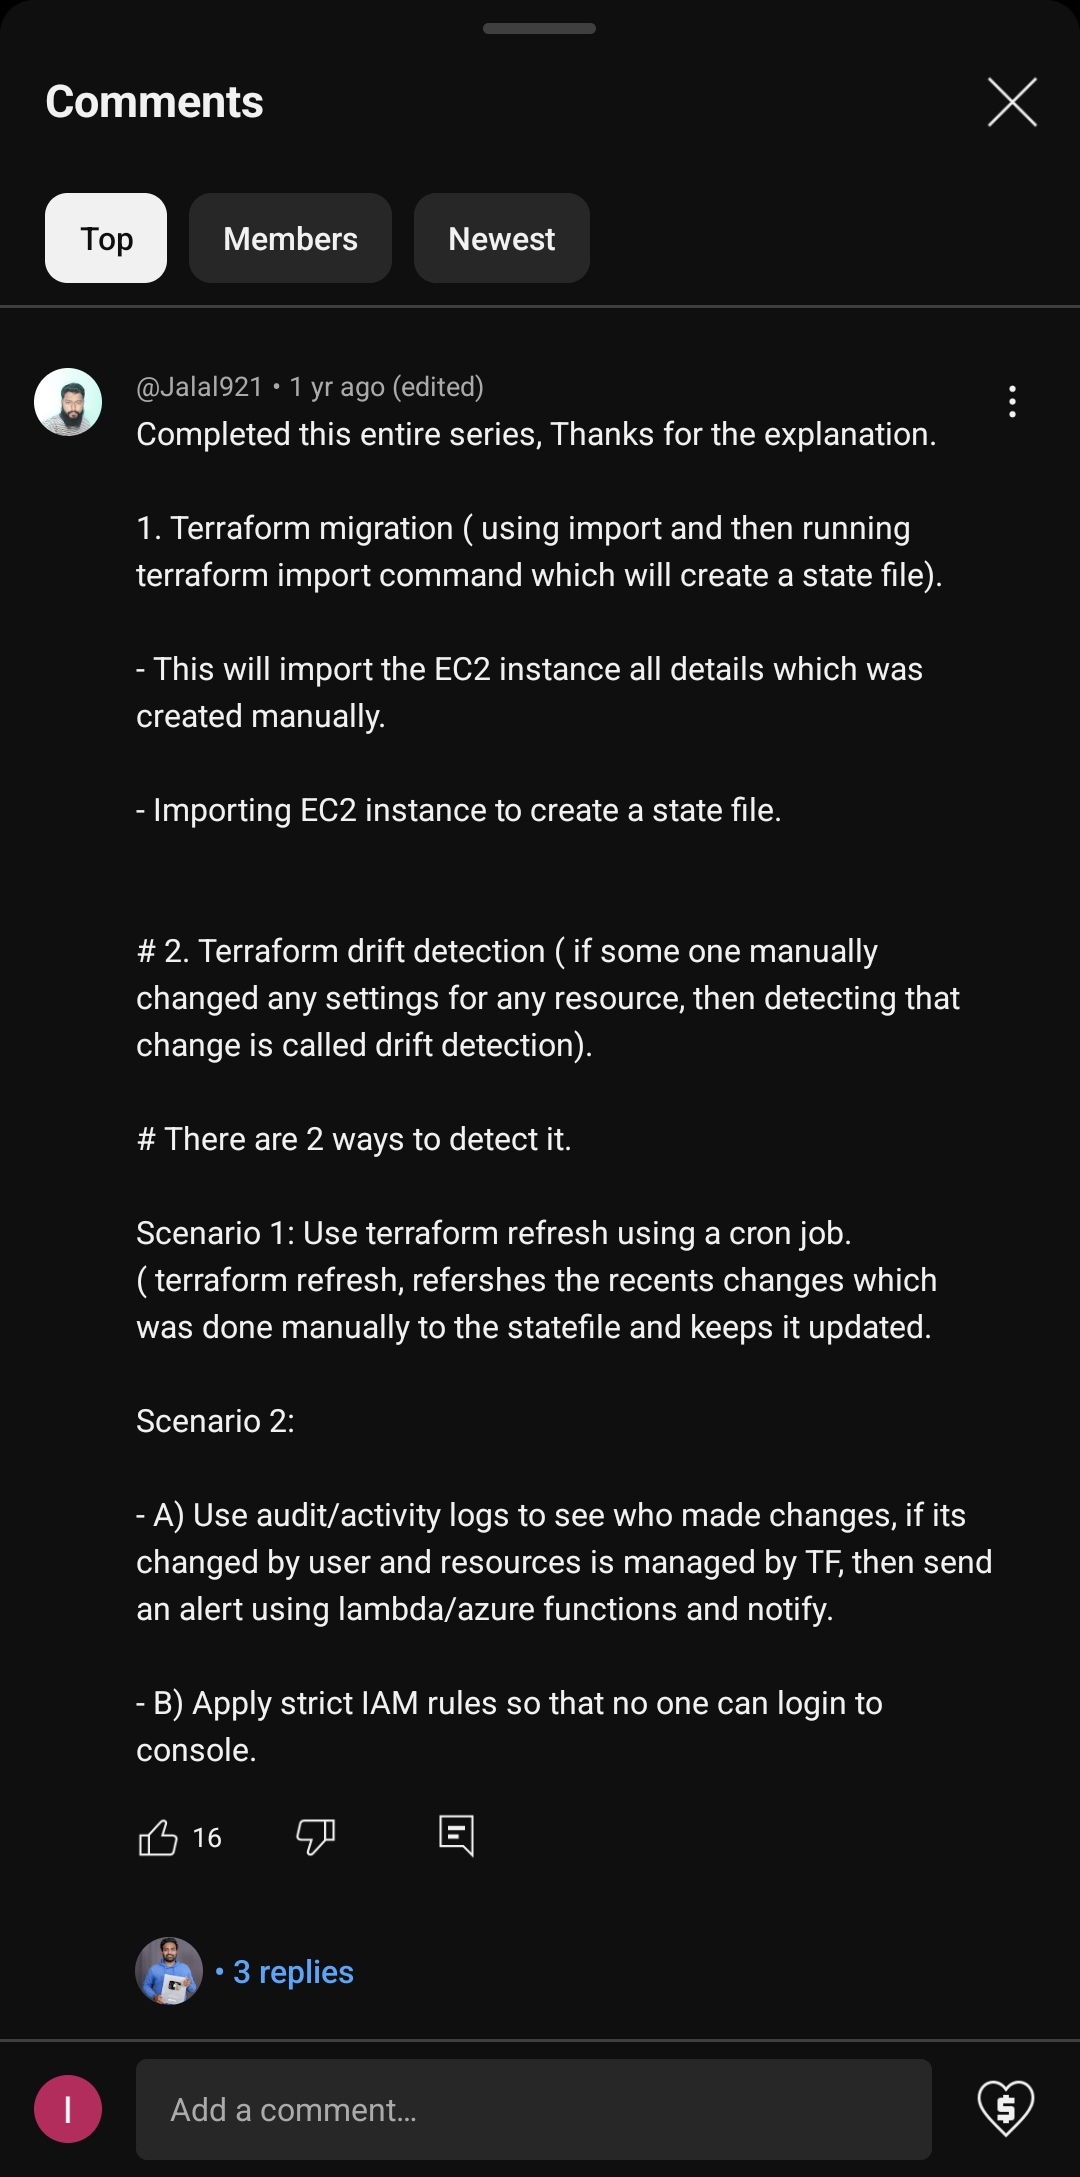 Comments
Top
Members
Newest
@Jalal921 • 1 yr ago (edited)
Completed this entire series, Thanks for the explanation.
1. Terraform migration ( using import and then running
terraform import command which will create a state file).
- This will import the EC2 instance all details which was
created manually.
- Importing EC2 instance to create a state file.
# 2. Terraform drift detection ( if some one manually
changed any settings for any resource, then detecting that
change is called drift detection).
# There are 2 ways to detect it.
Scenario 1: Use terraform refresh using a cron job.
( terraform refresh, refershes the recents changes which
was done manually to the statefile and keeps it updated.
Scenario 2:
- A) Use audit/activity logs to see who made changes, if its
changed by user and resources is managed by TF, then send
an alert using lambda/azure functions and notify.
- B) Apply strict IAM rules so that no one can login to
console.
16
• 3 replies
I
Add a comment...
$